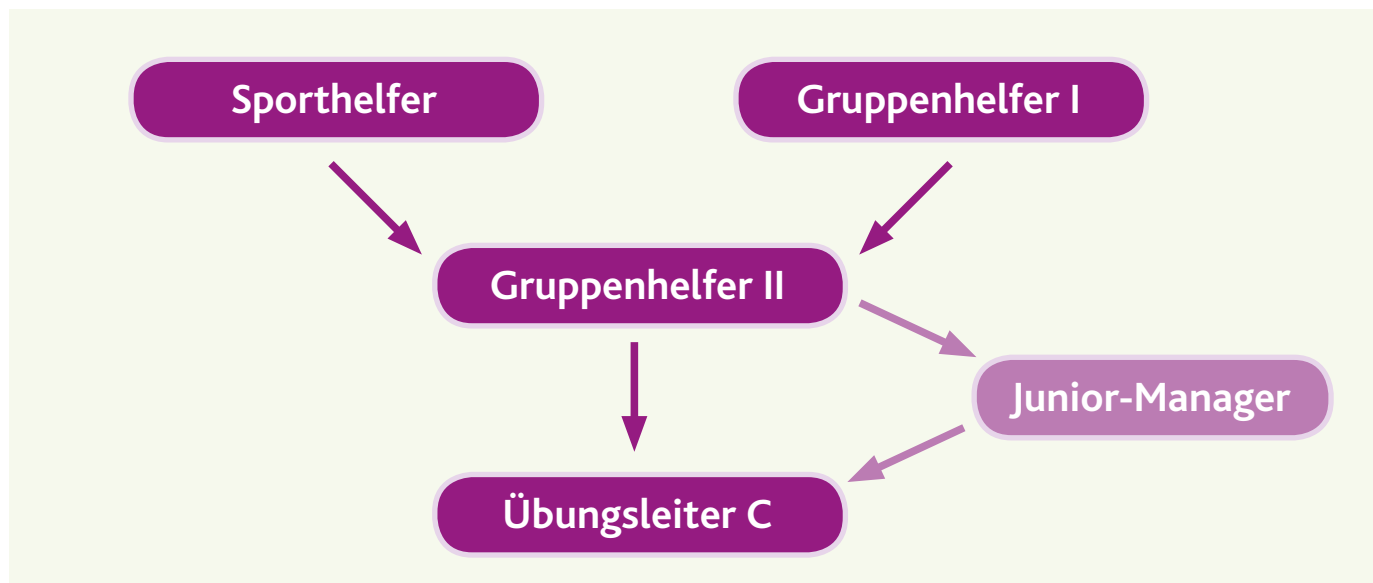 Sporthelfer
Gruppenhelfer I
Gruppenhelfer II
Junior-Manager
Übungsleiter C